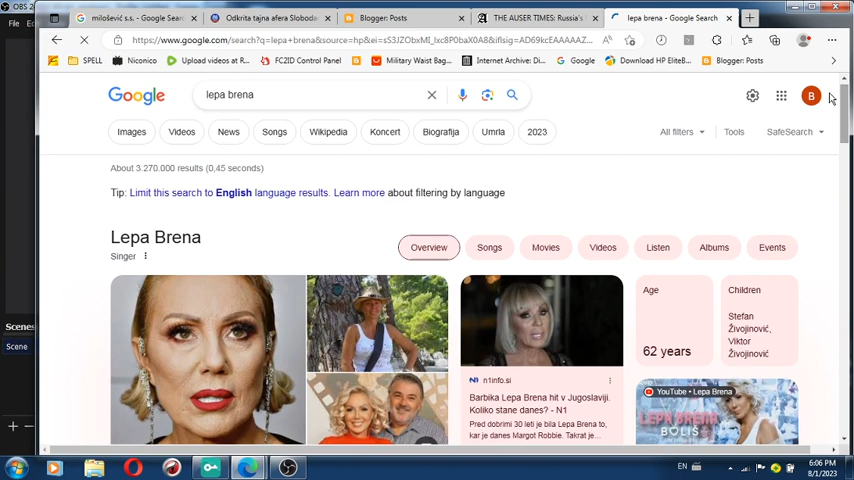 OBS 2
milošević s.s. - Google Search
Odkrita tajna afera Slobodan
Blogger: Posts
THE AUSER TIMES: Russia's
lepa brena - Google Search
File
https://www.google.com/search?q=lepa+brena&source=hp&ei=
SPELL
Niconico
Upload videos at R...
FC2ID Control Panel
Military Waist Bag...
Internet Archive: Di...
Google
Download HP EliteB...
Blogger: Posts
Google
lepa brena
B
Images
Videos
News
Songs
Wikipedia
Koncert
Biografija
Umrla
2023
All filters
Tools
SafeSearch
About 3.270.000 results (0,45 seconds)
Tip: Limit this search to English language results. Learn more about filtering by language
Lepa Brena
Singer
Overview
Songs
Movies
Videos
Listen
Albums
Events
Age
62 years
Children
Stefan
Živojinović,
Viktor
Živojinović
N1
n1info.si
Barbika Lepa Brena hit v Jugoslaviji.
Koliko stane danes? - N1
Pred dobrimi 30 leti je bila Lepa Brena to,
kar je danes Margot Robbie. Takrat je...
YouTube • Lepa Brena
LEPA BRENA
BOLIŠ
Scenes
Scene
EN
6:06 PM
8/1/2023